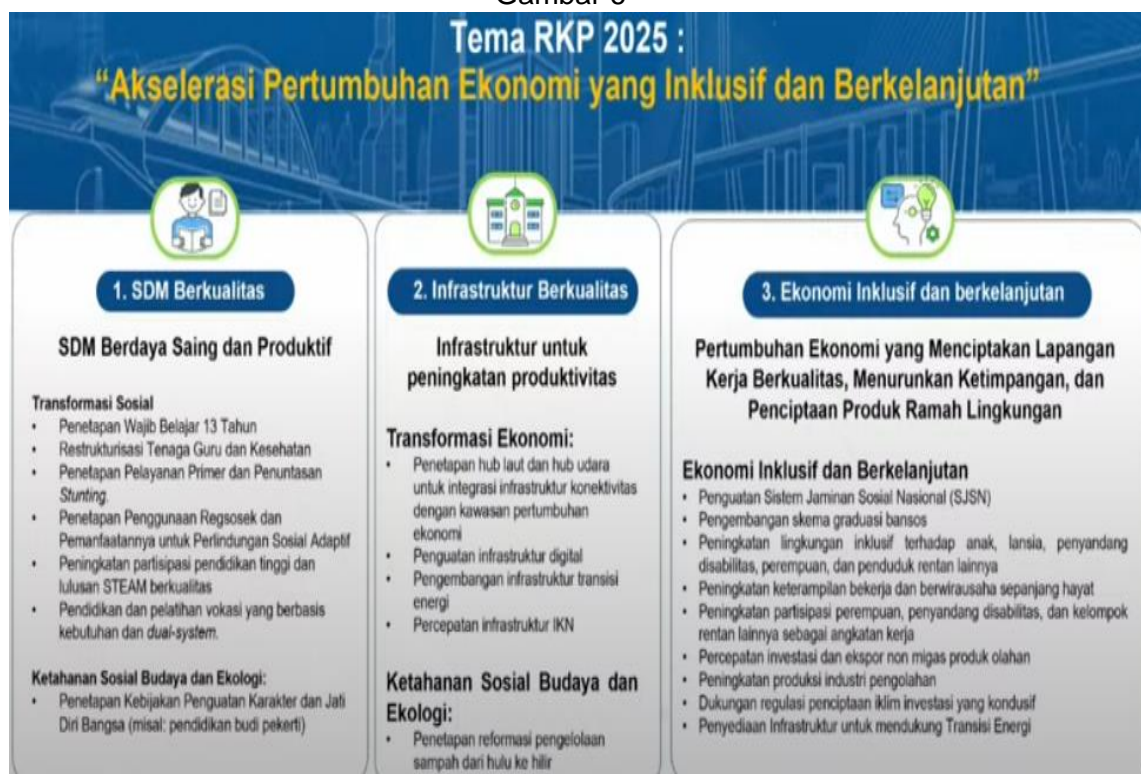 Tema RKP 2025 :
“Akselerasi Pertumbuhan Ekonomi yang Inklusif dan Berkelanjutan”
1. SDM Berkualitas
SDM Berdaya Saing dan Produktif
Transformasi Sosial
• Penetapan Wajib Belajar 13 Tahun
• Restrukturisasi Tenaga Guru dan Kesehatan
• Penetapan Pelayanan Primer dan Penuntasan
Stunting.
• Penetapan Penggunaan Regsosek dan
Pemanfaatannya untuk Perlindungan Sosial Adaptif
• Peningkatan partisipasi pendidikan tinggi dan
lulusan STEAM berkualitas
• Pendidikan dan pelatihan vokasi yang berbasis
kebutuhan dan dual-system.
Ketahanan Sosial Budaya dan Ekologi:
• Penetapan Kebijakan Penguatan Karakter dan Jati
Diri Bangsa (misal: pendidikan budi pekerti)
2. Infrastruktur Berkualitas
Infrastruktur untuk
peningkatan produktivitas
Transformasi Ekonomi:
• Penetapan hub laut dan hub udara
untuk integrasi infrastruktur konektivitas
dengan kawasan pertumbuhan
ekonomi
• Penguatan infrastruktur digital
• Pengembangan infrastruktur transisi
energi
• Percepatan infrastruktur IKN
Ketahanan Sosial Budaya dan
Ekologi:
• Penetapan reformasi pengelolaan
sampah dari hulu ke hilir
3. Ekonomi Inklusif dan berkelanjutan
Pertumbuhan Ekonomi yang Menciptakan Lapangan
Kerja Berkualitas, Menurunkan Ketimpangan, dan
Penciptaan Produk Ramah Lingkungan
Ekonomi Inklusif dan Berkelanjutan
• Penguatan Sistem Jaminan Sosial Nasional (SJSN)
• Pengembangan skema graduasi bansos
• Peningkatan lingkungan inklusif terhadap anak, lansia, penyandang
disabilitas, perempuan, dan penduduk rentan lainnya
• Peningkatan keterampilan bekerja dan berwirausaha sepanjang hayat
• Peningkatan partisipasi perempuan, penyandang disabilitas, dan kelompok
rentan lainnya sebagai angkatan kerja
• Percepatan investasi dan ekspor non migas produk olahan
• Peningkatan produksi industri pengolahan
• Dukungan regulasi penciptaan iklim investasi yang kondusif
• Penyediaan Infrastruktur untuk mendukung Transisi Energi